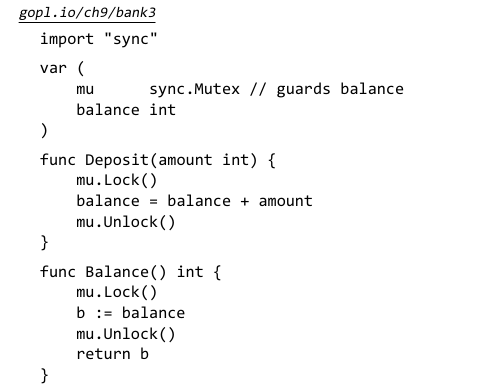 gopl.io/ch9/bank3
import "sync"
var (
    mu      sync.Mutex // guards balance
    balance int
)
func Deposit(amount int) {
    mu.Lock()
    balance = balance + amount
    mu.Unlock()
}
func Balance() int {
    mu.Lock()
    b := balance
    mu.Unlock()
    return b
}